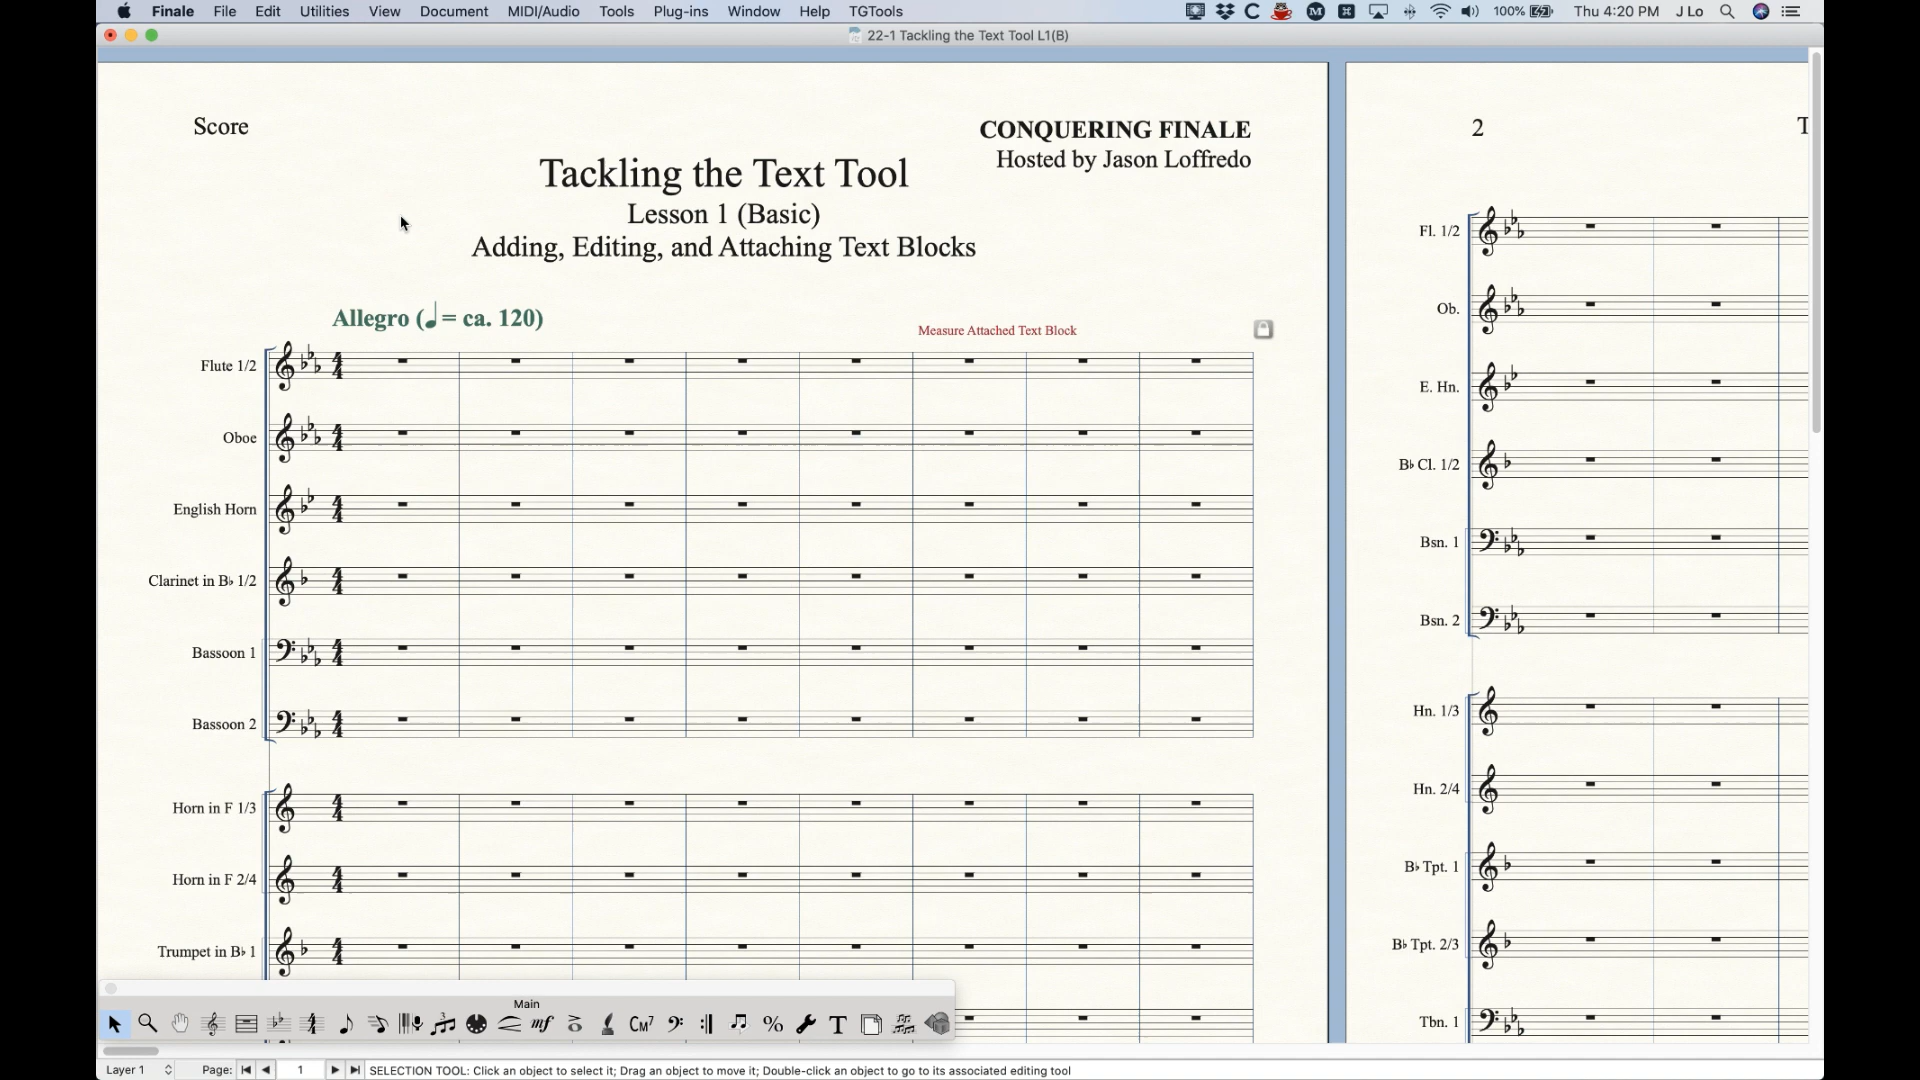 Finale File Edit Utilities View Document MIDI/Audio Tools Plug-ins Window Help TGTools 100% Thu 4:20 PM J Lo
22-1 Tackling the Text Tool L1(B)
Score
CONQUERING FINALE
Hosted by Jason Loffredo
Tackling the Text Tool
Lesson 1 (Basic)
Adding, Editing, and Attaching Text Blocks
Allegro (♩= ca. 120)
Measure Attached Text Block
Flute 1/2
Oboe
English Horn
Clarinet in B♭ 1/2
Bassoon 1
Bassoon 2
Horn in F 1/3
Horn in F 2/4
Trumpet in B♭ 1
2
T
Fl. 1/2
Ob.
E. Hn.
B♭ Cl. 1/2
Bsn. 1
Bsn. 2
Hn. 1/3
Hn. 2/4
B♭ Tpt. 1
B♭ Tpt. 2/3
Tbn. 1
Main
mf CM7 % T
Layer 1 Page: 1 SELECTION TOOL: Click an object to select it; Drag an object to move it; Double-click an object to go to its associated editing tool